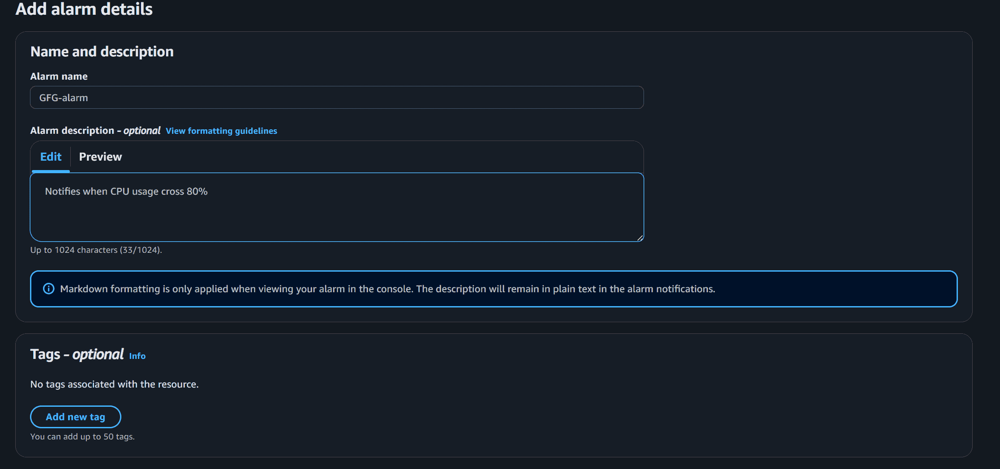 Add alarm details
Name and description
Alarm name
GFG-alarm
Alarm description - optional View formatting guidelines
Edit Preview
Notifies when CPU usage cross 80%
Up to 1024 characters (33/1024).
Markdown formatting is only applied when viewing your alarm in the console. The description will remain in plain text in the alarm notifications.
Tags - optional Info
No tags associated with the resource.
Add new tag
You can add up to 50 tags.